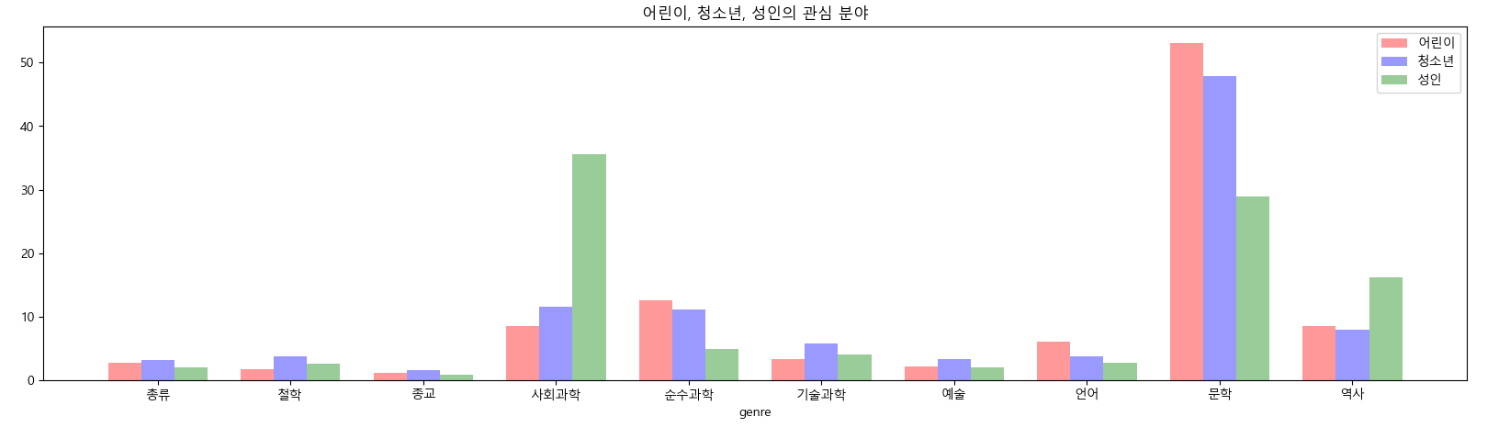 어린이, 청소년, 성인의 관심 분야
어린이
청소년
성인
50
40
30
20
10
0
종류 철학 종교 사회과학 순수과학 기술과학 예술 언어 문학 역사
genre